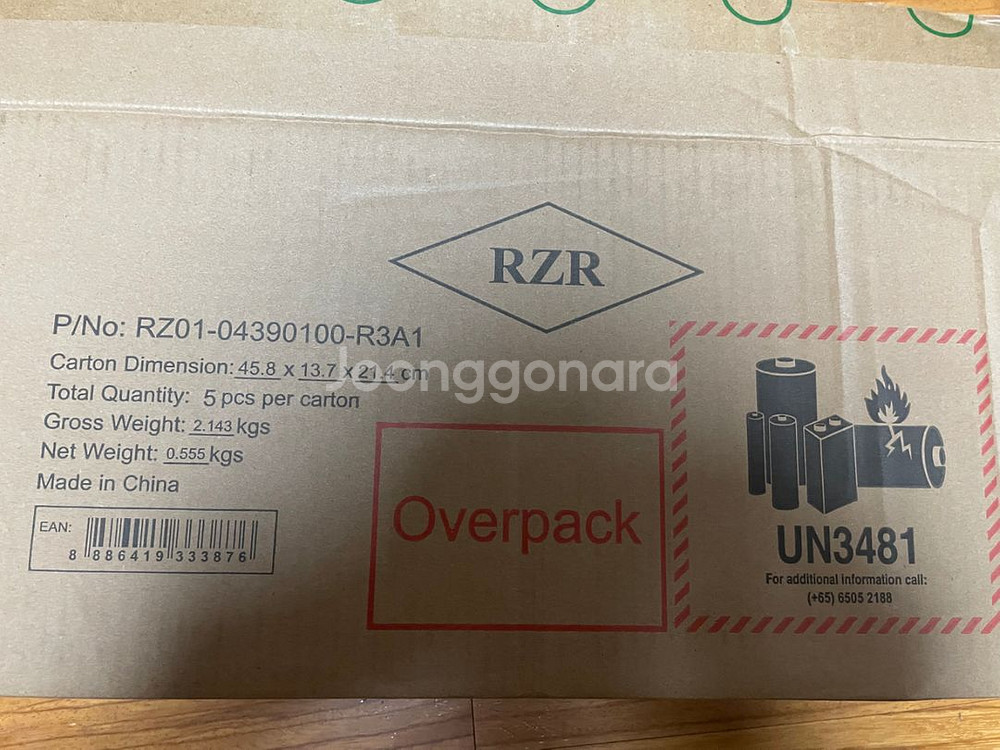 RZR
P/No: RZ01-04390100-R3A1
Carton Dimension: 45.8 x 13.7 x 21.4 cm
Total Quantity: 5 pcs per carton
Gross Weight: 2.143 kgs
Net Weight: 0.555 kgs
Made in China
EAN:
8 886419 333876
Joonggonara
Overpack
UN3481
For additional information call:
(+65) 6505 2188